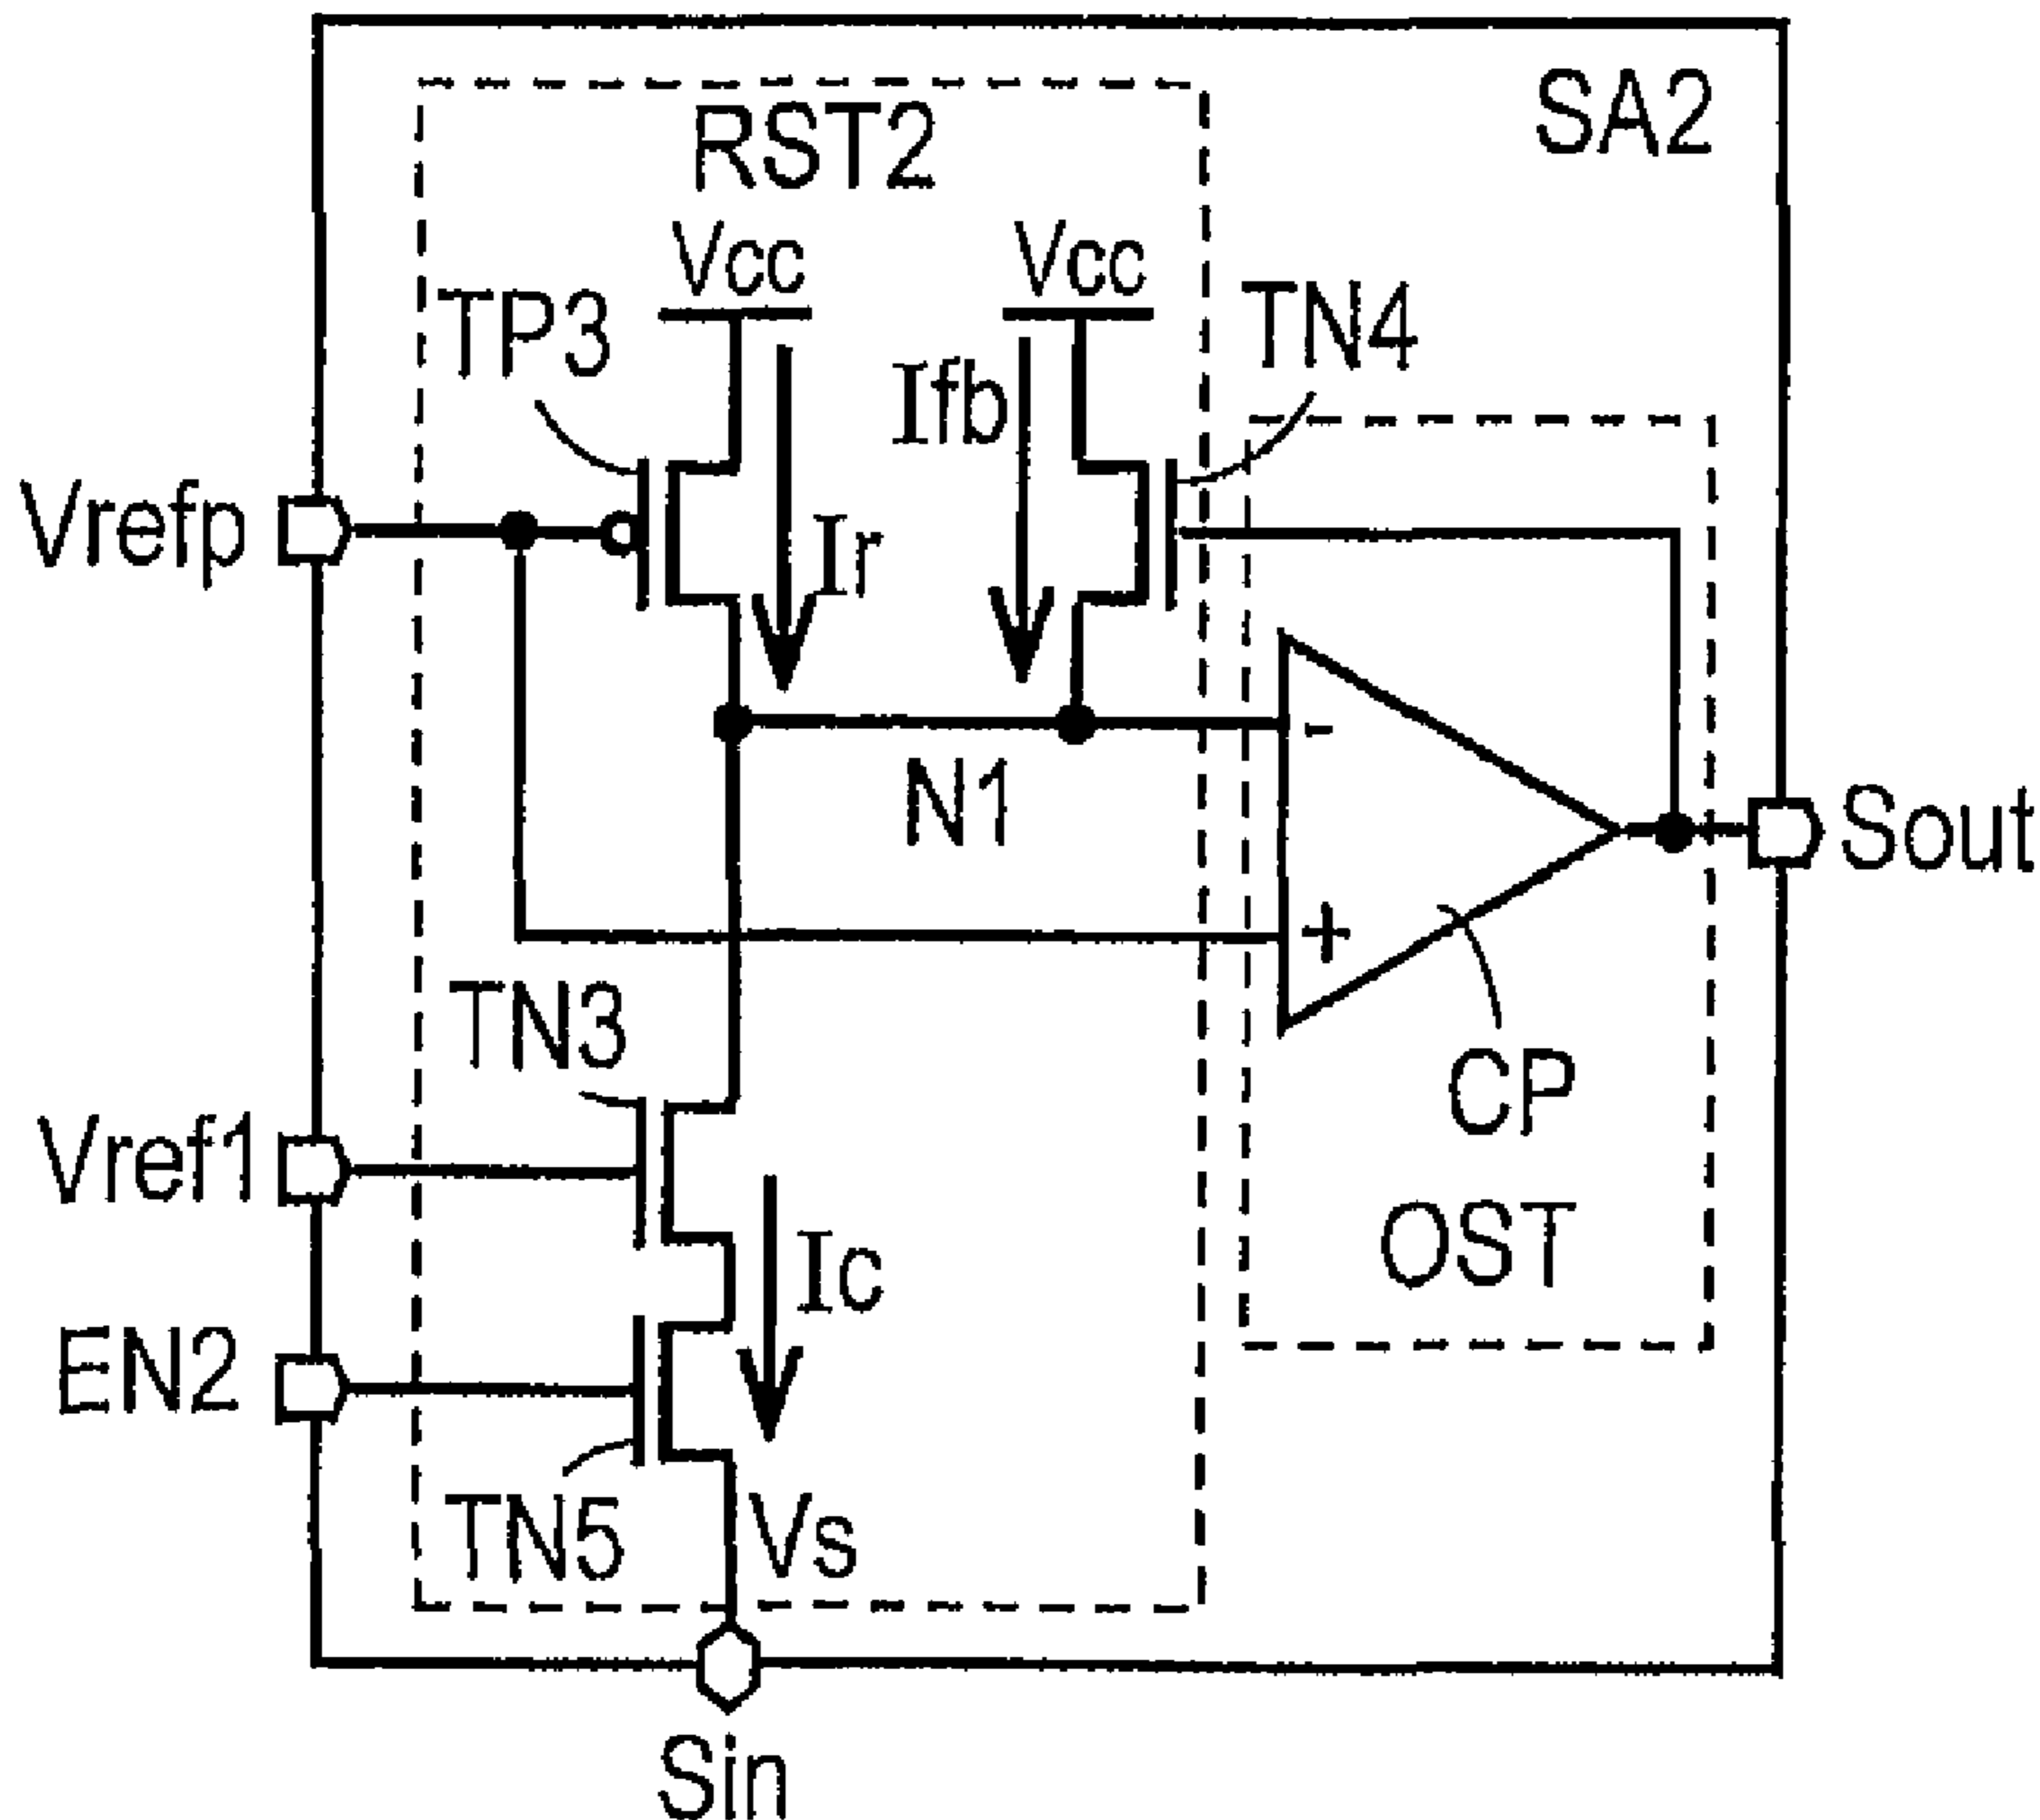 SA2
RST2
Vcc
Vcc
TP3
TN4
Ifb
Vrefp
Ir
-
N1
Sout
+
TN3
CP
Vref1
OST
Ic
EN2
TN5
Vs
Sin